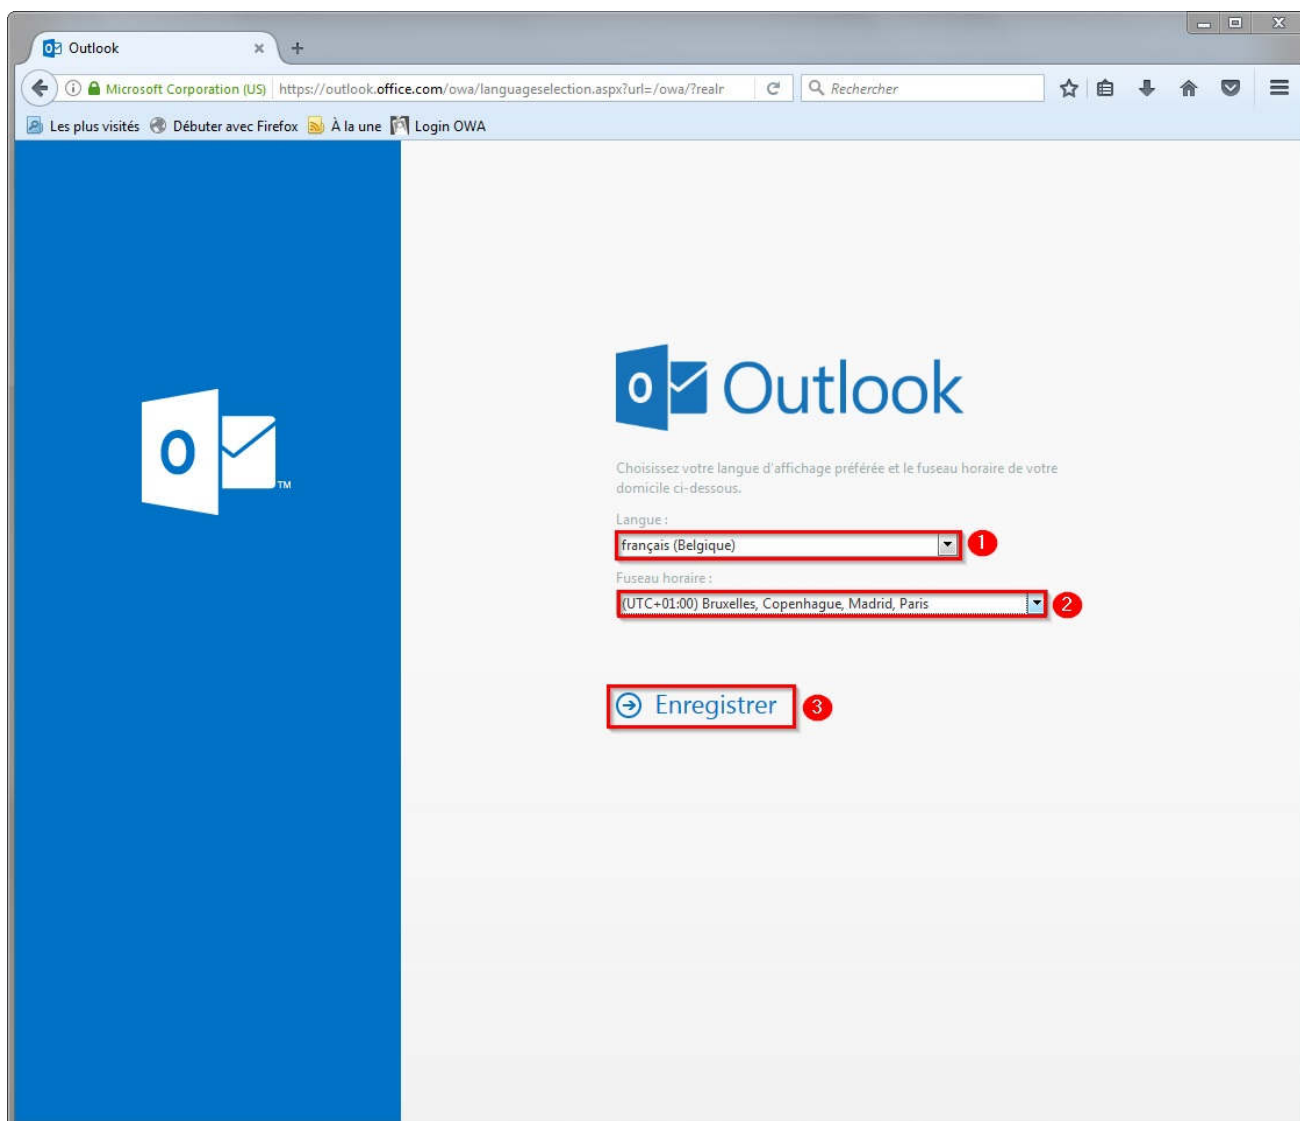 Outlook
Microsoft Corporation (US) https://outlook.office.com/owa/languageselection.aspx?url=/owa/?realr
Rechercher
Les plus visités Débuter avec Firefox À la une Login OWA
O
TM
O Outlook
Choisissez votre langue d'affichage préférée et le fuseau horaire de votre
domicile ci-dessous.
Langue :
français (Belgique) 1
Fuseau horaire :
(UTC+01:00) Bruxelles, Copenhague, Madrid, Paris 2
Enregistrer 3